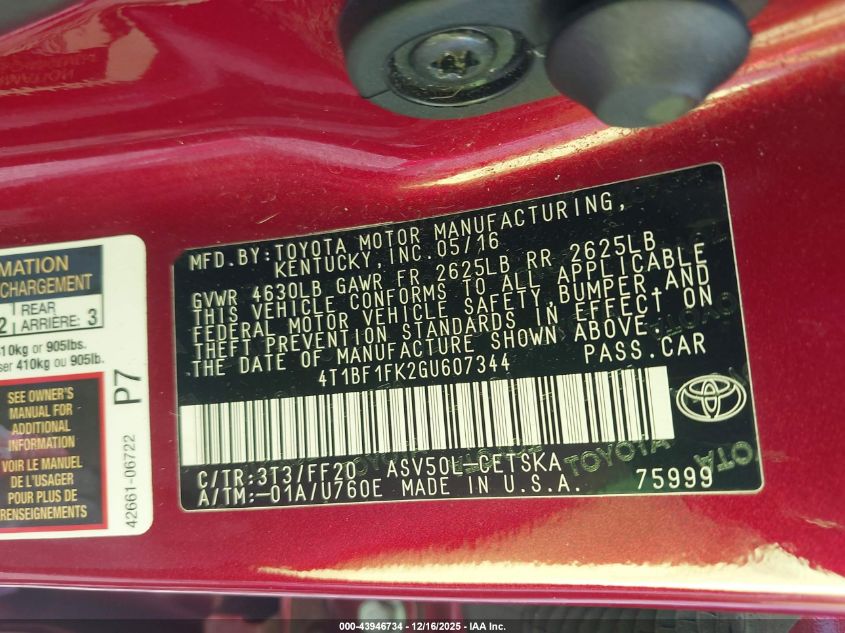 MFD.BY:TOYOTA MOTOR MANUFACTURING,
KENTUCKY, INC.05/16
GVWR 4630LB GAWR FR 2625LB RR 2625LB
THIS VEHICLE CONFORMS TO ALL APPLICABLE
FEDERAL MOTOR VEHICLE SAFETY,BUMPER,AND
THEFT PREVENTION STANDARDS IN EFFECT ON
THE DATE OF MANUFACTURE SHOWN ABOVE.
4T1BF1FK2GU607344 PASS.CAR
C/TR:3T3/FF20 ASV50L-CETSKA
A/TM:-01A/U760E MADE IN U.S.A. 75999
TOYOTA
MATION
CHARGEMENT
2 REAR
ARRIÈRE: 3
10kg or 905lbs.
ser 410kg ou 905lb.
SEE OWNER'S
MANUAL FOR
ADDITIONAL
INFORMATION
VOIR LE MANUEL
DE L'USAGER
POUR PLUS DE
RENSEIGNEMENTS
P7
42661-06722
000-43946734 - 12/16/2025 - IAA Inc.